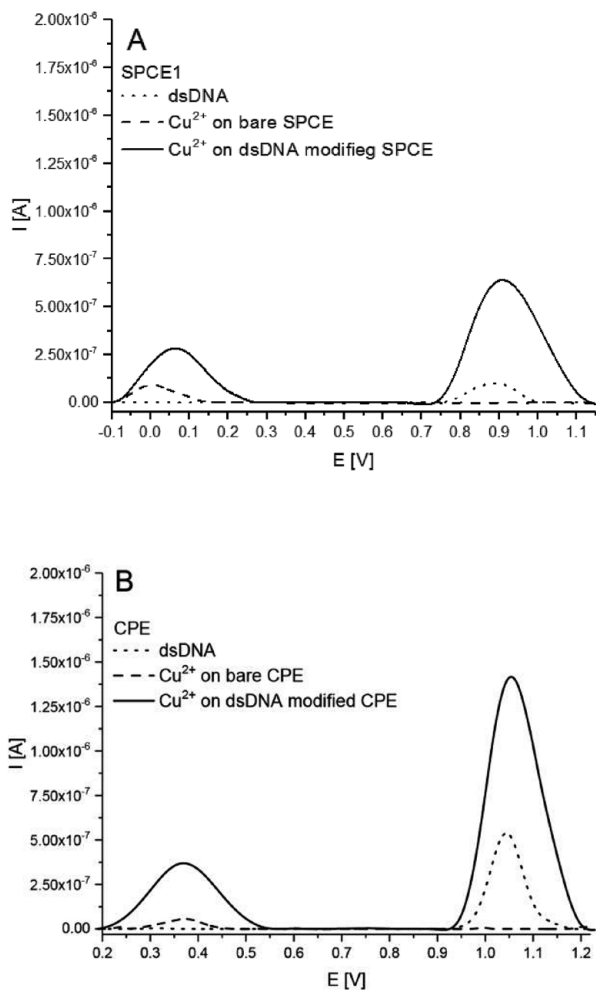 A
SPCE1
dsDNA
Cu²⁺ on bare SPCE
Cu²⁺ on dsDNA modifieg SPCE
2.00x10⁻⁶
1.75x10⁻⁶
1.50x10⁻⁶
1.25x10⁻⁶
1.00x10⁻⁶
7.50x10⁻⁷
5.00x10⁻⁷
2.50x10⁻⁷
0.00
I [A]
-0.1 0.0 0.1 0.2 0.3 0.4 0.5 0.6 0.7 0.8 0.9 1.0 1.1
E [V]
B
CPE
dsDNA
Cu²⁺ on bare CPE
Cu²⁺ on dsDNA modified CPE
2.00x10⁻⁶
1.75x10⁻⁶
1.50x10⁻⁶
1.25x10⁻⁶
1.00x10⁻⁶
7.50x10⁻⁷
5.00x10⁻⁷
2.50x10⁻⁷
0.00
I [A]
0.2 0.3 0.4 0.5 0.6 0.7 0.8 0.9 1.0 1.1 1.2
E [V]